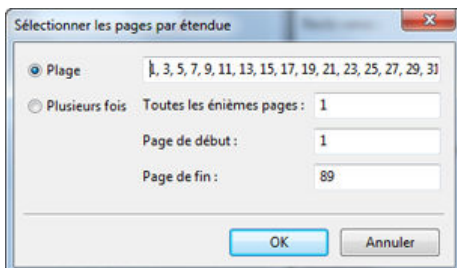 Sélectionner les pages par étendue
Plage 1, 3, 5, 7, 9, 11, 13, 15, 17, 19, 21, 23, 25, 27, 29, 31
Plusieurs fois Toutes les énièmes pages : 1
Page de début : 1
Page de fin : 89
OK Annuler